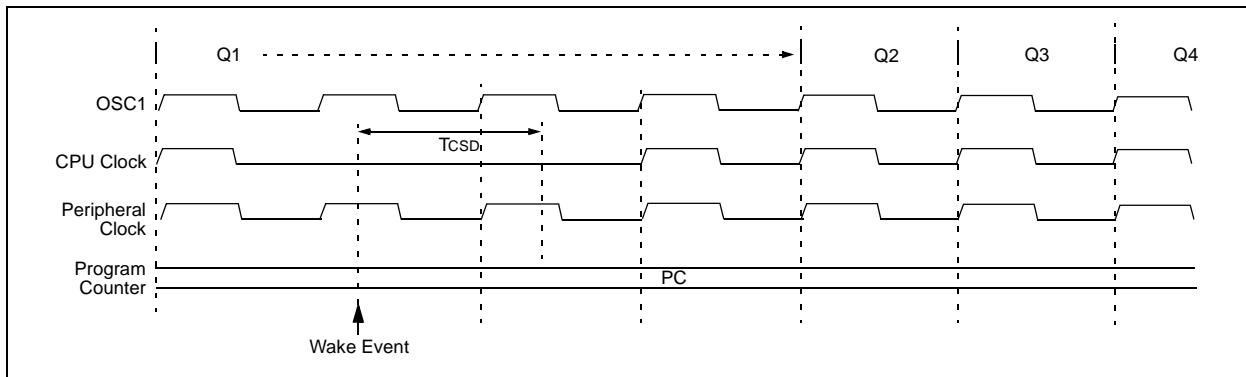 Q1
Q2
Q3
Q4
OSC1
TCSD
CPU Clock
Peripheral
Clock
Program
Counter
PC
Wake Event